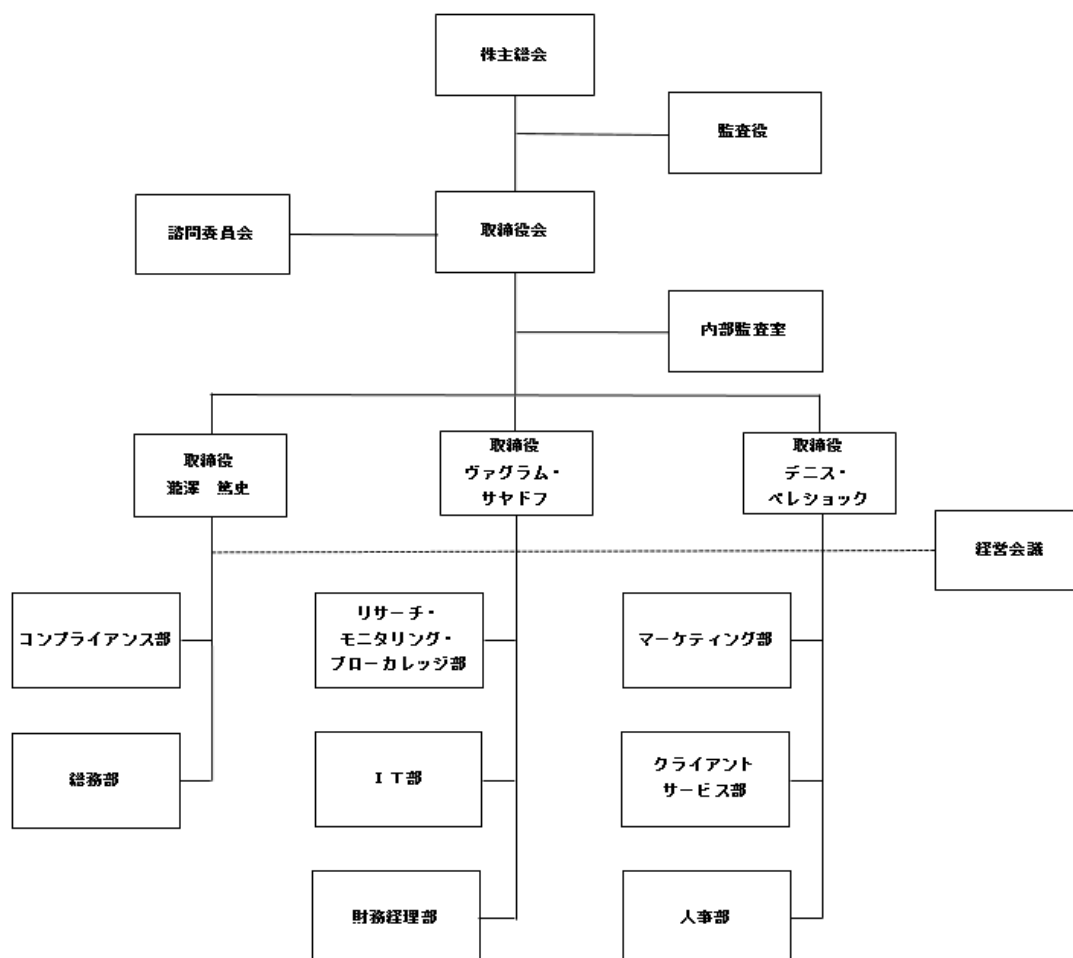 株主総会
監査役
諮問委員会
取締役会
内部監査室
取締役
瀧澤　篤史
取締役
ヴァグラム・
サヤドフ
取締役
デニス・
ペレショック
経営会議
コンプライアンス部
リサーチ・
モニタリング・
ブローカレッジ部
マーケティング部
総務部
ＩＴ部
クライアント
サービス部
財務経理部
人事部